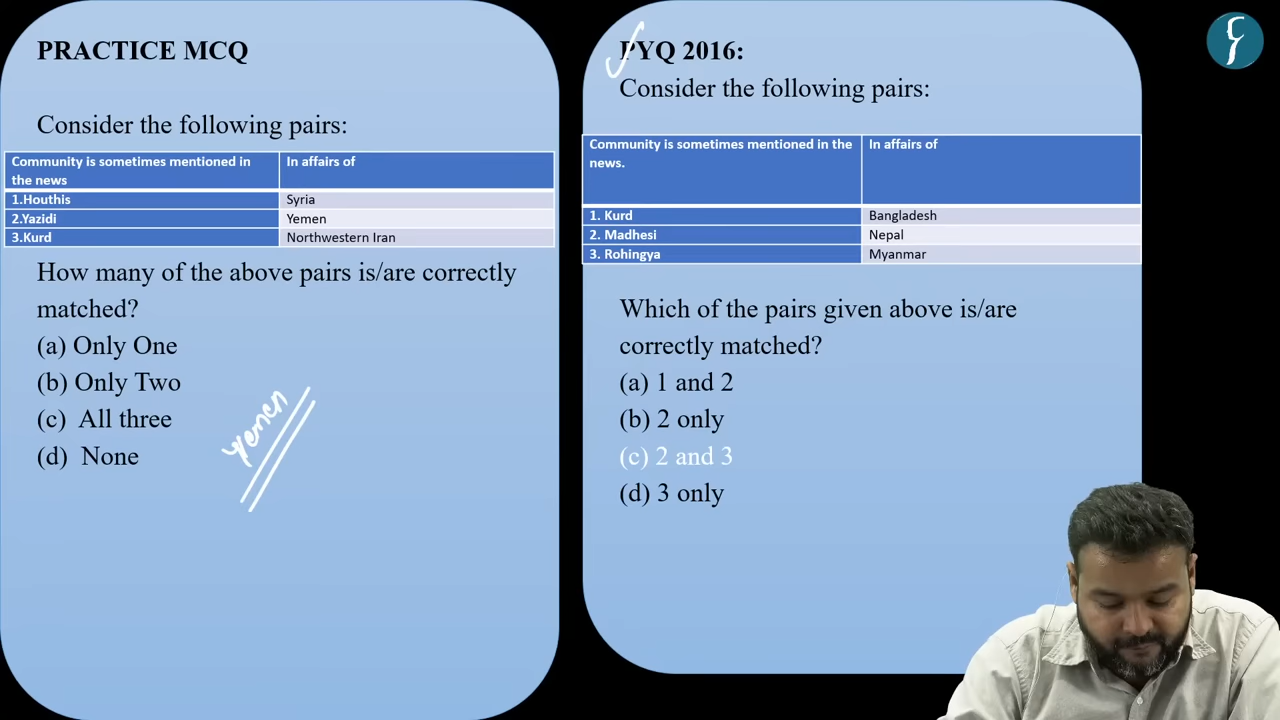 PRACTICE MCQ
Consider the following pairs:
Community is sometimes mentioned in
the news
In affairs of
1.Houthis
Syria
2.Yazidi
Yemen
3.Kurd
Northwestern Iran
How many of the above pairs is/are correctly
matched?
(a) Only One
(b) Only Two
(c) All three
(d) None
Yemen
PYQ 2016:
Consider the following pairs:
Community is sometimes mentioned in the
news.
In affairs of
1. Kurd
Bangladesh
2. Madhesi
Nepal
3. Rohingya
Myanmar
Which of the pairs given above is/are
correctly matched?
(a) 1 and 2
(b) 2 only
(c) 2 and 3
(d) 3 only